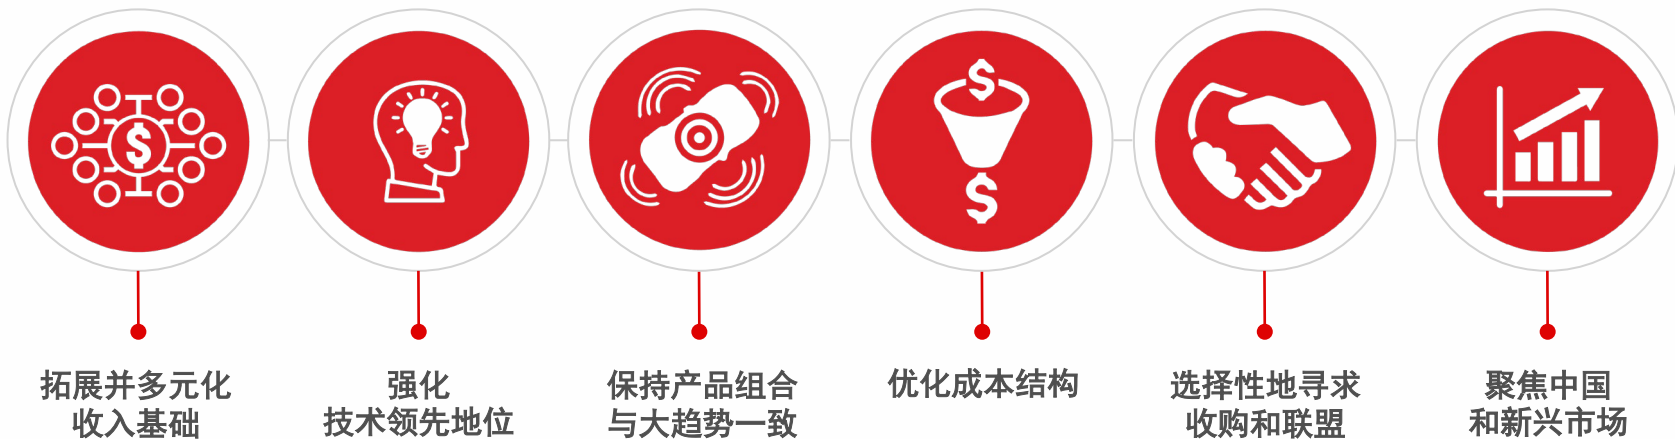 拓展并多元化
收入基础
强化
技术领先地位
保持产品组合
与大趋势一致
优化成本结构
选择性地寻求
收购和联盟
聚焦中国
和新兴市场
$
$
$